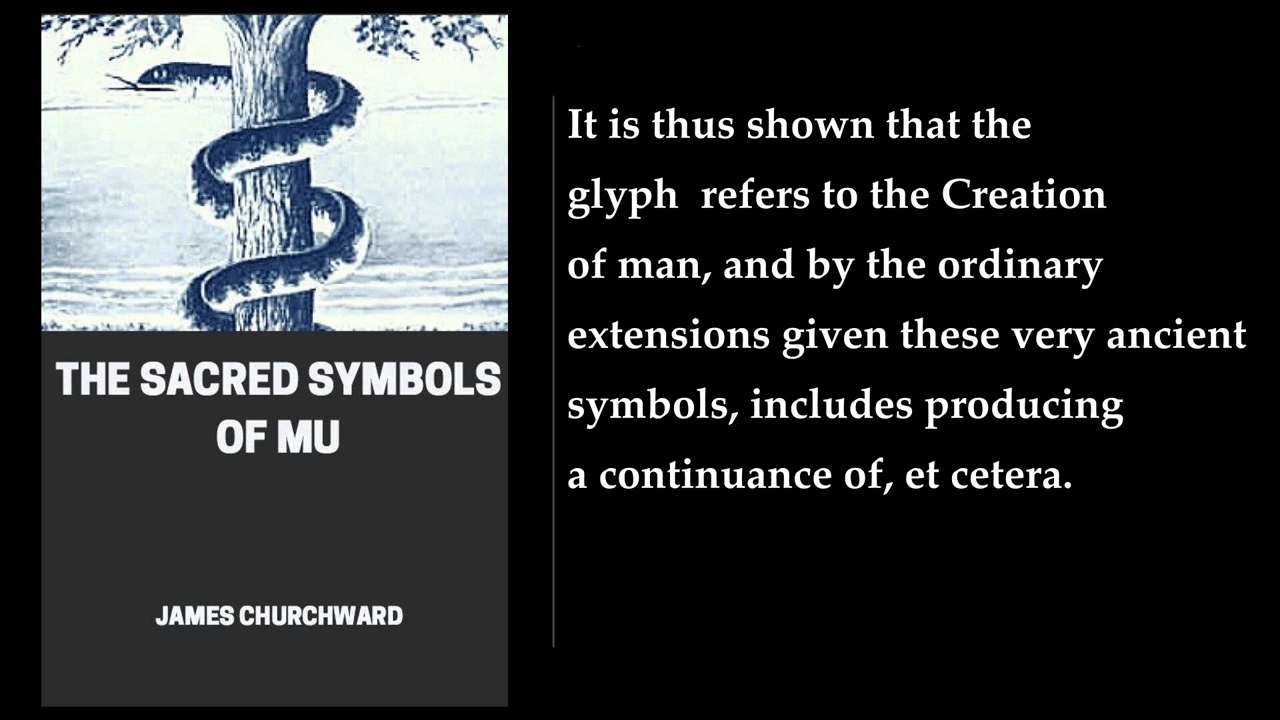 THE SACRED SYMBOLS
OF MU
JAMES CHURCHWARD
It is thus shown that the
glyph  refers to the Creation
of man, and by the ordinary
extensions given these very ancient
symbols, includes producing
a continuance of, et cetera.